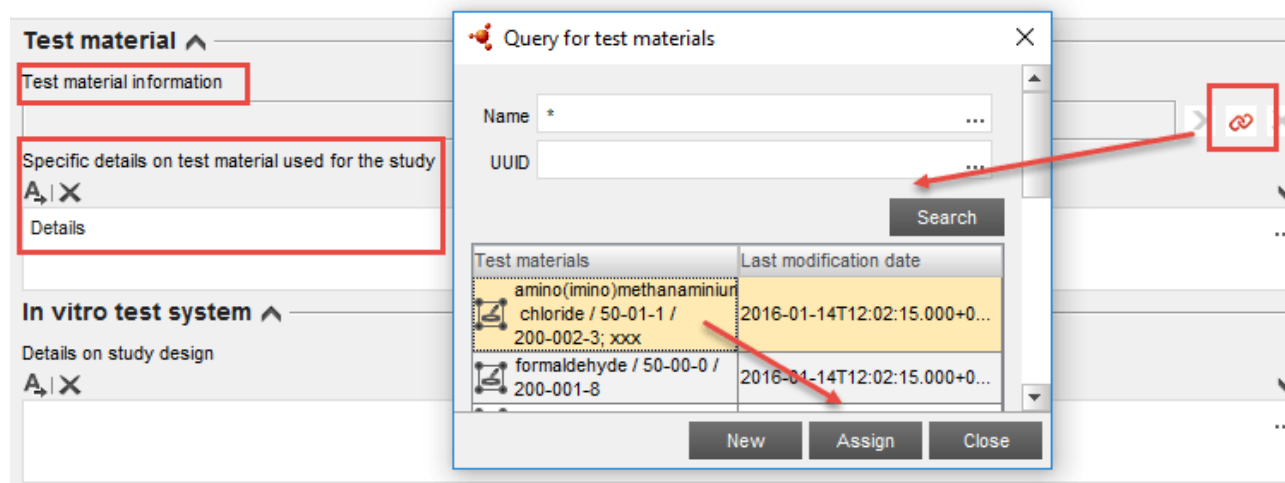 Test material
Test material information
Specific details on test material used for the study
A
Details
In vitro test system
Details on study design
A
Query for test materials
Name *
...
UUID
...
Search
Test materials Last modification date
amino(imino)methanaminiur
chloride / 50-01-1 /
200-002-3; xxx
2016-01-14T12:02:15.000+0...
formaldehyde / 50-00-0 /
200-001-8
2016-01-14T12:02:15.000+0...
New Assign Close